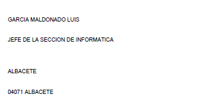 GARCIA MALDONADO LUIS
JEFE DE LA SECCION DE INFORMATICA
ALBACETE
04071 ALBACETE